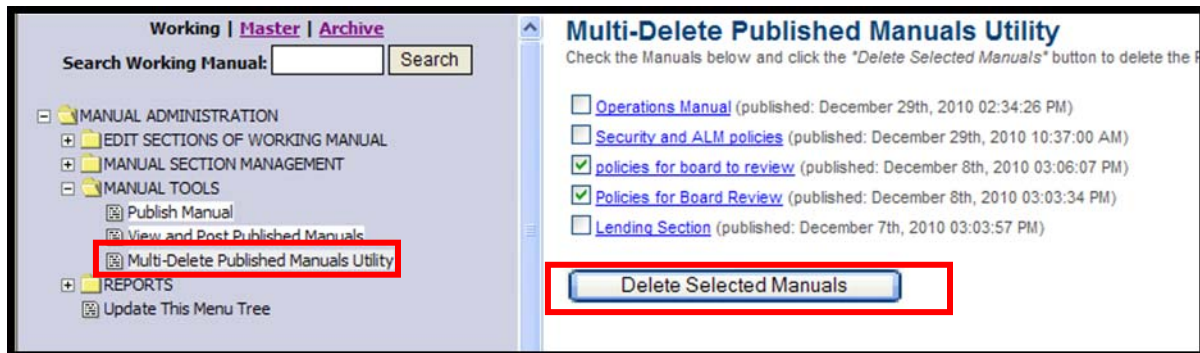 Working | Master | Archive
Search Working Manual: Search
MANUAL ADMINISTRATION
EDIT SECTIONS OF WORKING MANUAL
MANUAL SECTION MANAGEMENT
MANUAL TOOLS
Publish Manual
View and Post Published Manuals
Multi-Delete Published Manuals Utility
REPORTS
Update This Menu Tree
Multi-Delete Published Manuals Utility
Check the Manuals below and click the "Delete Selected Manuals" button to delete the
Operations Manual (published: December 29th, 2010 02:34:26 PM)
Security and ALM policies (published: December 29th, 2010 10:37:00 AM)
policies for board to review (published: December 8th, 2010 03:06:07 PM)
Policies for Board Review (published: December 8th, 2010 03:03:34 PM)
Lending Section (published: December 7th, 2010 03:03:57 PM)
Delete Selected Manuals